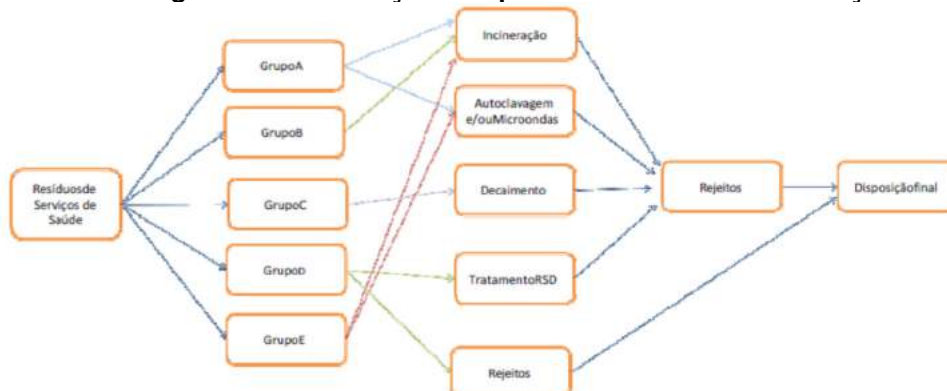 Incineração
GrupoA
Autoclavagem
e/ouMicroondas
GrupoB
Resíduosde
Serviços de
Saúde
GrupoC
Decaimento
Rejeitos
Disposiçãofinal
GrupoD
TratamentoRSD
GrupoE
Rejeitos